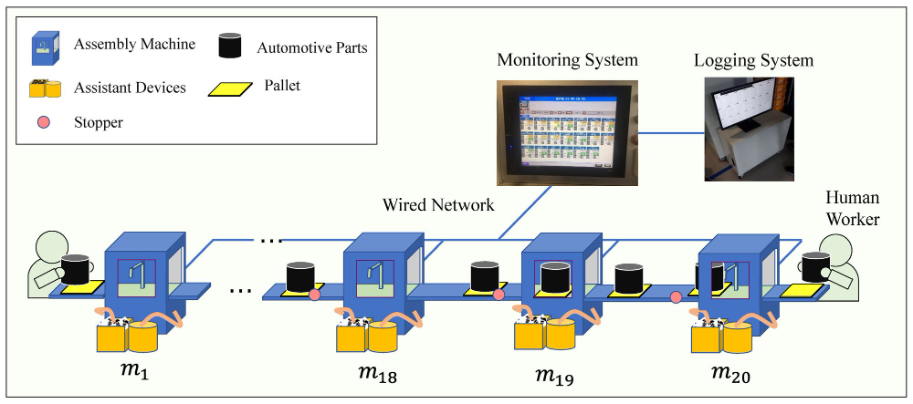 Assembly Machine
Automotive Parts
Assistant Devices
Pallet
Stopper
Monitoring System
Logging System
Wired Network
Human
Worker
...
...
m₁
m₁₈
m₁₉
m₂₀